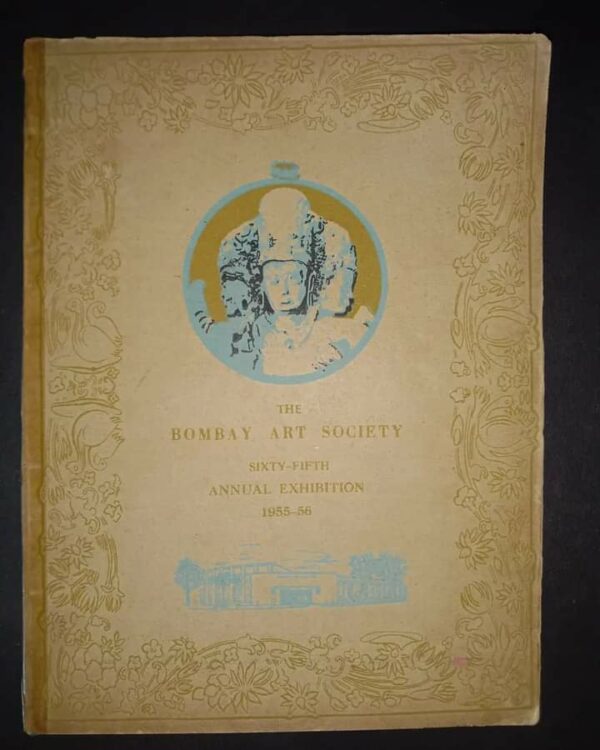 THE
BOMBAY ART SOCIETY
SIXTY-FIFTH
ANNUAL EXHIBITION
1955-56